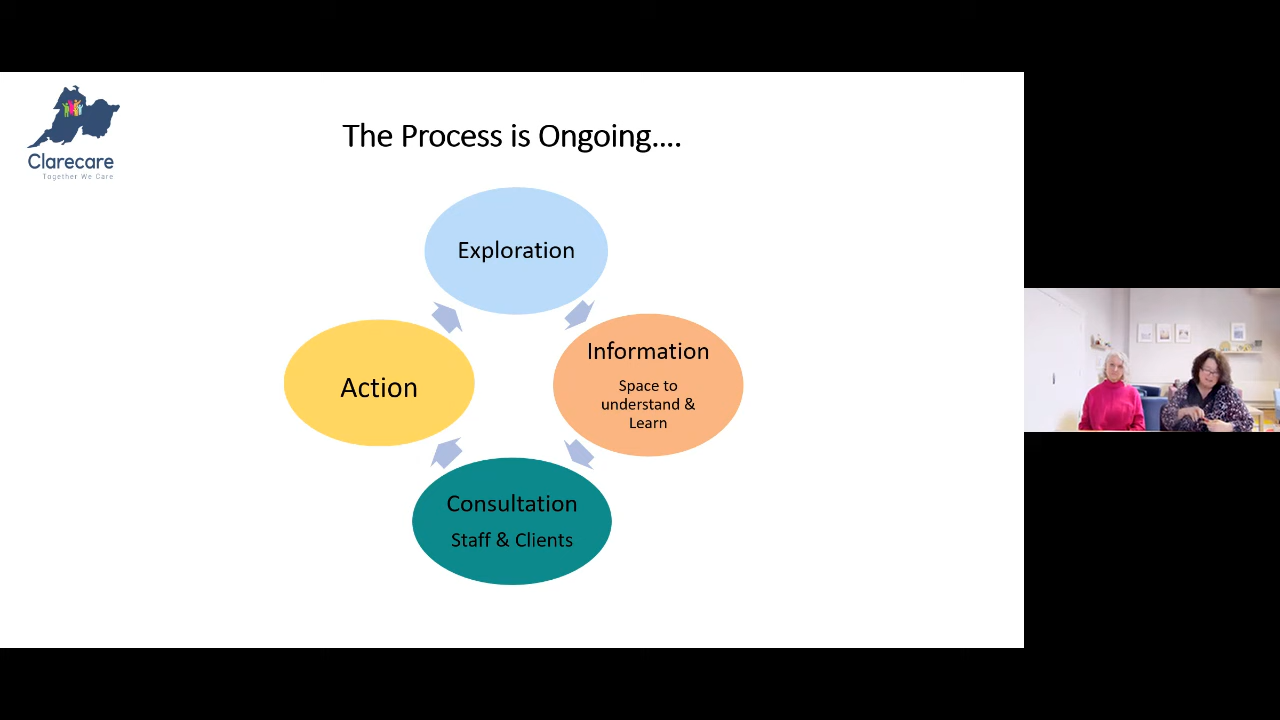 Clarecare
Together We Care
The Process is Ongoing....
Exploration
Information
Space to
understand &
Learn
Consultation
Staff & Clients
Action